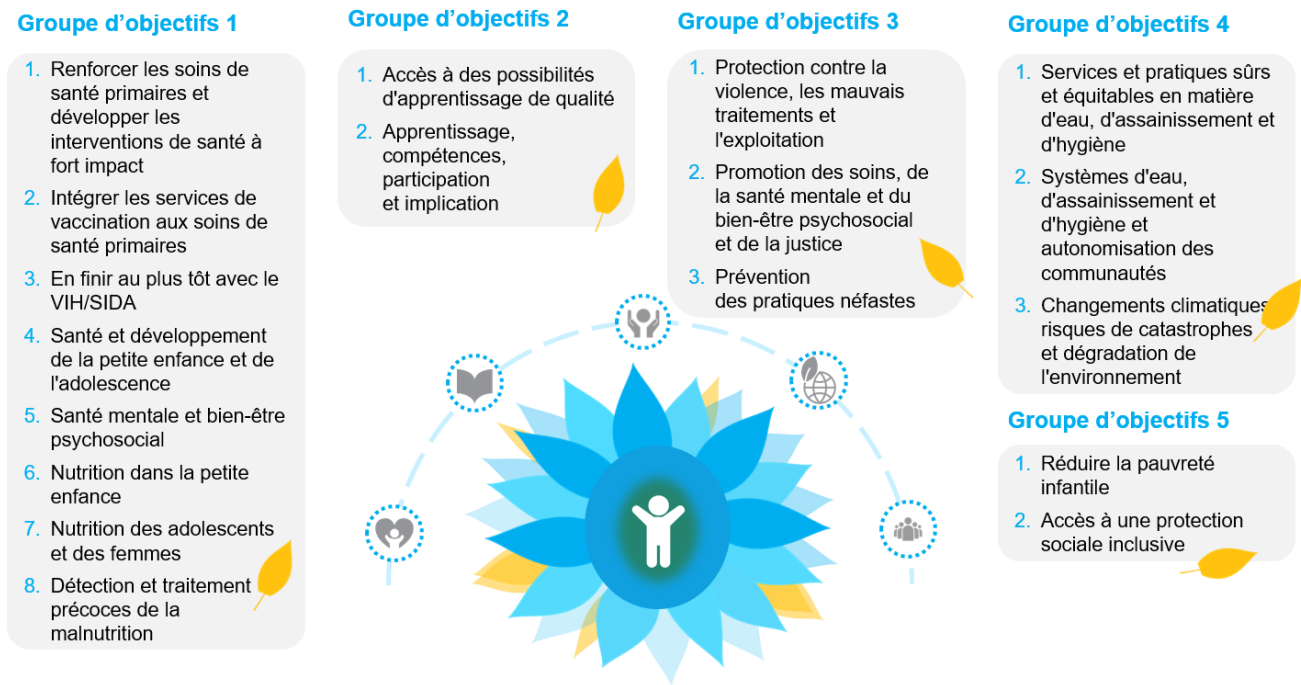 Groupe d’objectifs 1
1. Renforcer les soins de
santé primaires et
développer les
interventions de santé à
fort impact
2. Intégrer les services de
vaccination aux soins de
santé primaires
3. En finir au plus tôt avec le
VIH/SIDA
4. Santé et développement
de la petite enfance et de
l'adolescence
5. Santé mentale et bien-être
psychosocial
6. Nutrition dans la petite
enfance
7. Nutrition des adolescents
et des femmes
8. Détection et traitement
précoces de la
malnutrition
Groupe d’objectifs 2
1. Accès à des possibilités
d'apprentissage de qualité
2. Apprentissage,
compétences,
participation
et implication
Groupe d’objectifs 3
1. Protection contre la
violence, les mauvais
traitements et
l'exploitation
2. Promotion des soins, de
la santé mentale et du
bien-être psychosocial
et de la justice
3. Prévention
des pratiques néfastes
Groupe d’objectifs 4
1. Services et pratiques sûrs
et équitables en matière
d'eau, d'assainissement et
d'hygiène
2. Systèmes d'eau,
d'assainissement et
d'hygiène et
autonomisation des
communautés
3. Changements climatiques
risques de catastrophes
et dégradation de
l'environnement
Groupe d’objectifs 5
1. Réduire la pauvreté
infantile
2. Accès à une protection
sociale inclusive